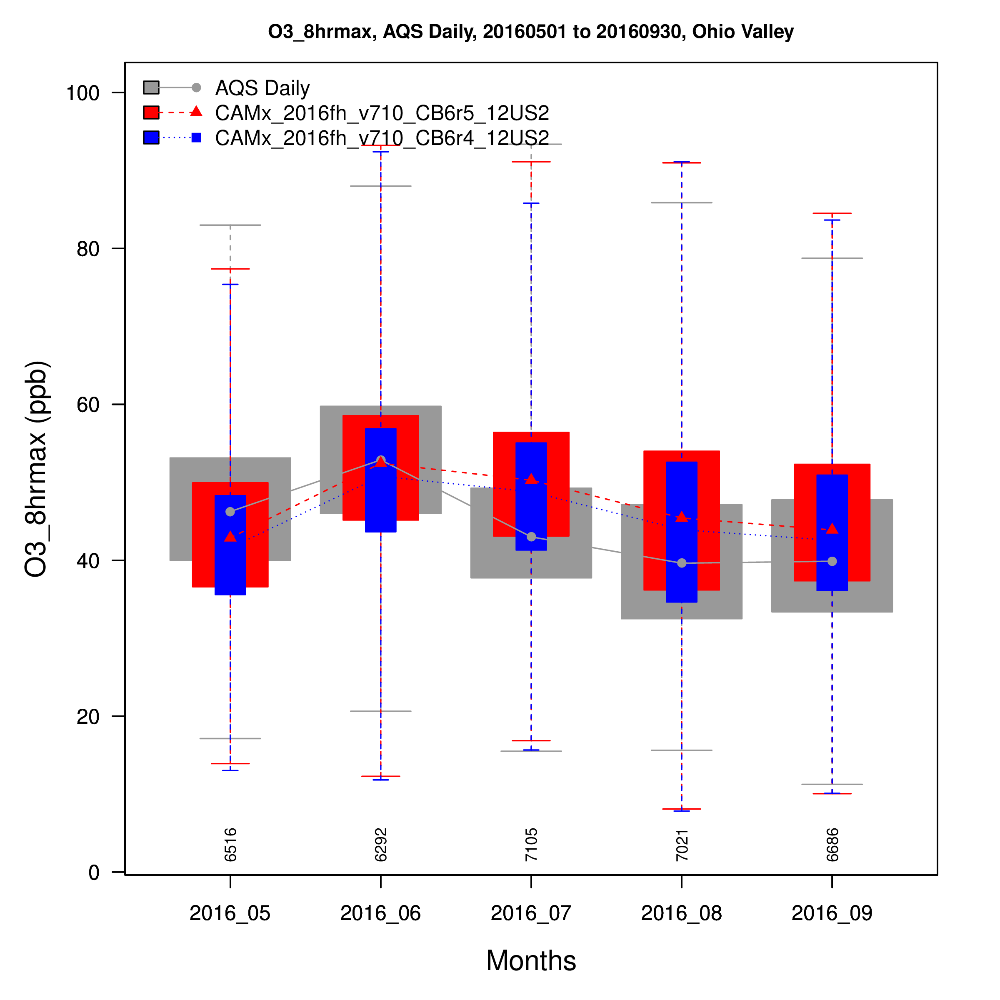 O3_8hrmax, AQS Daily, 20160501 to 20160930, Ohio Valley
AQS Daily
CAMx_2016fh_v710_CB6r5_12US2
CAMx_2016fh_v710_CB6r4_12US2
O3_8hrmax (ppb)
100
80
60
40
20
0
6516 6292 7105 7021 6686
2016_05 2016_06 2016_07 2016_08 2016_09
Months